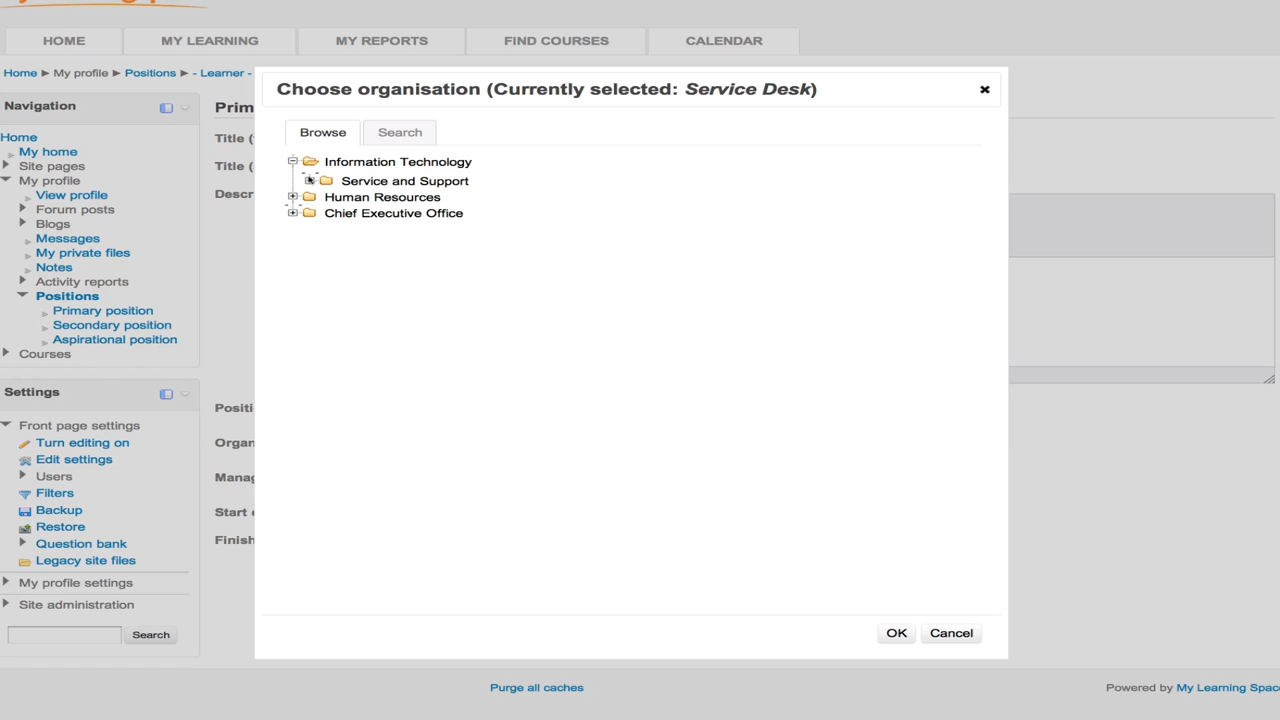 HOME
MY LEARNING
MY REPORTS
FIND COURSES
CALENDAR
Home ► My profile ► Positions ► - Learner -
Choose organisation (Currently selected: Service Desk)
Browse
Search
Information Technology
Service and Support
Human Resources
Chief Executive Office
OK
Cancel
Navigation
Home
My home
Site pages
My profile
View profile
Forum posts
Blogs
Messages
My private files
Notes
Activity reports
Positions
Primary position
Secondary position
Aspirational position
Courses
Settings
Front page settings
Turn editing on
Edit settings
Users
Filters
Backup
Restore
Question bank
Legacy site files
My profile settings
Site administration
Search
Prim
Title (
Title (
Descr
Positi
Organ
Manag
Start
Finish
Purge all caches
Powered by My Learning Space